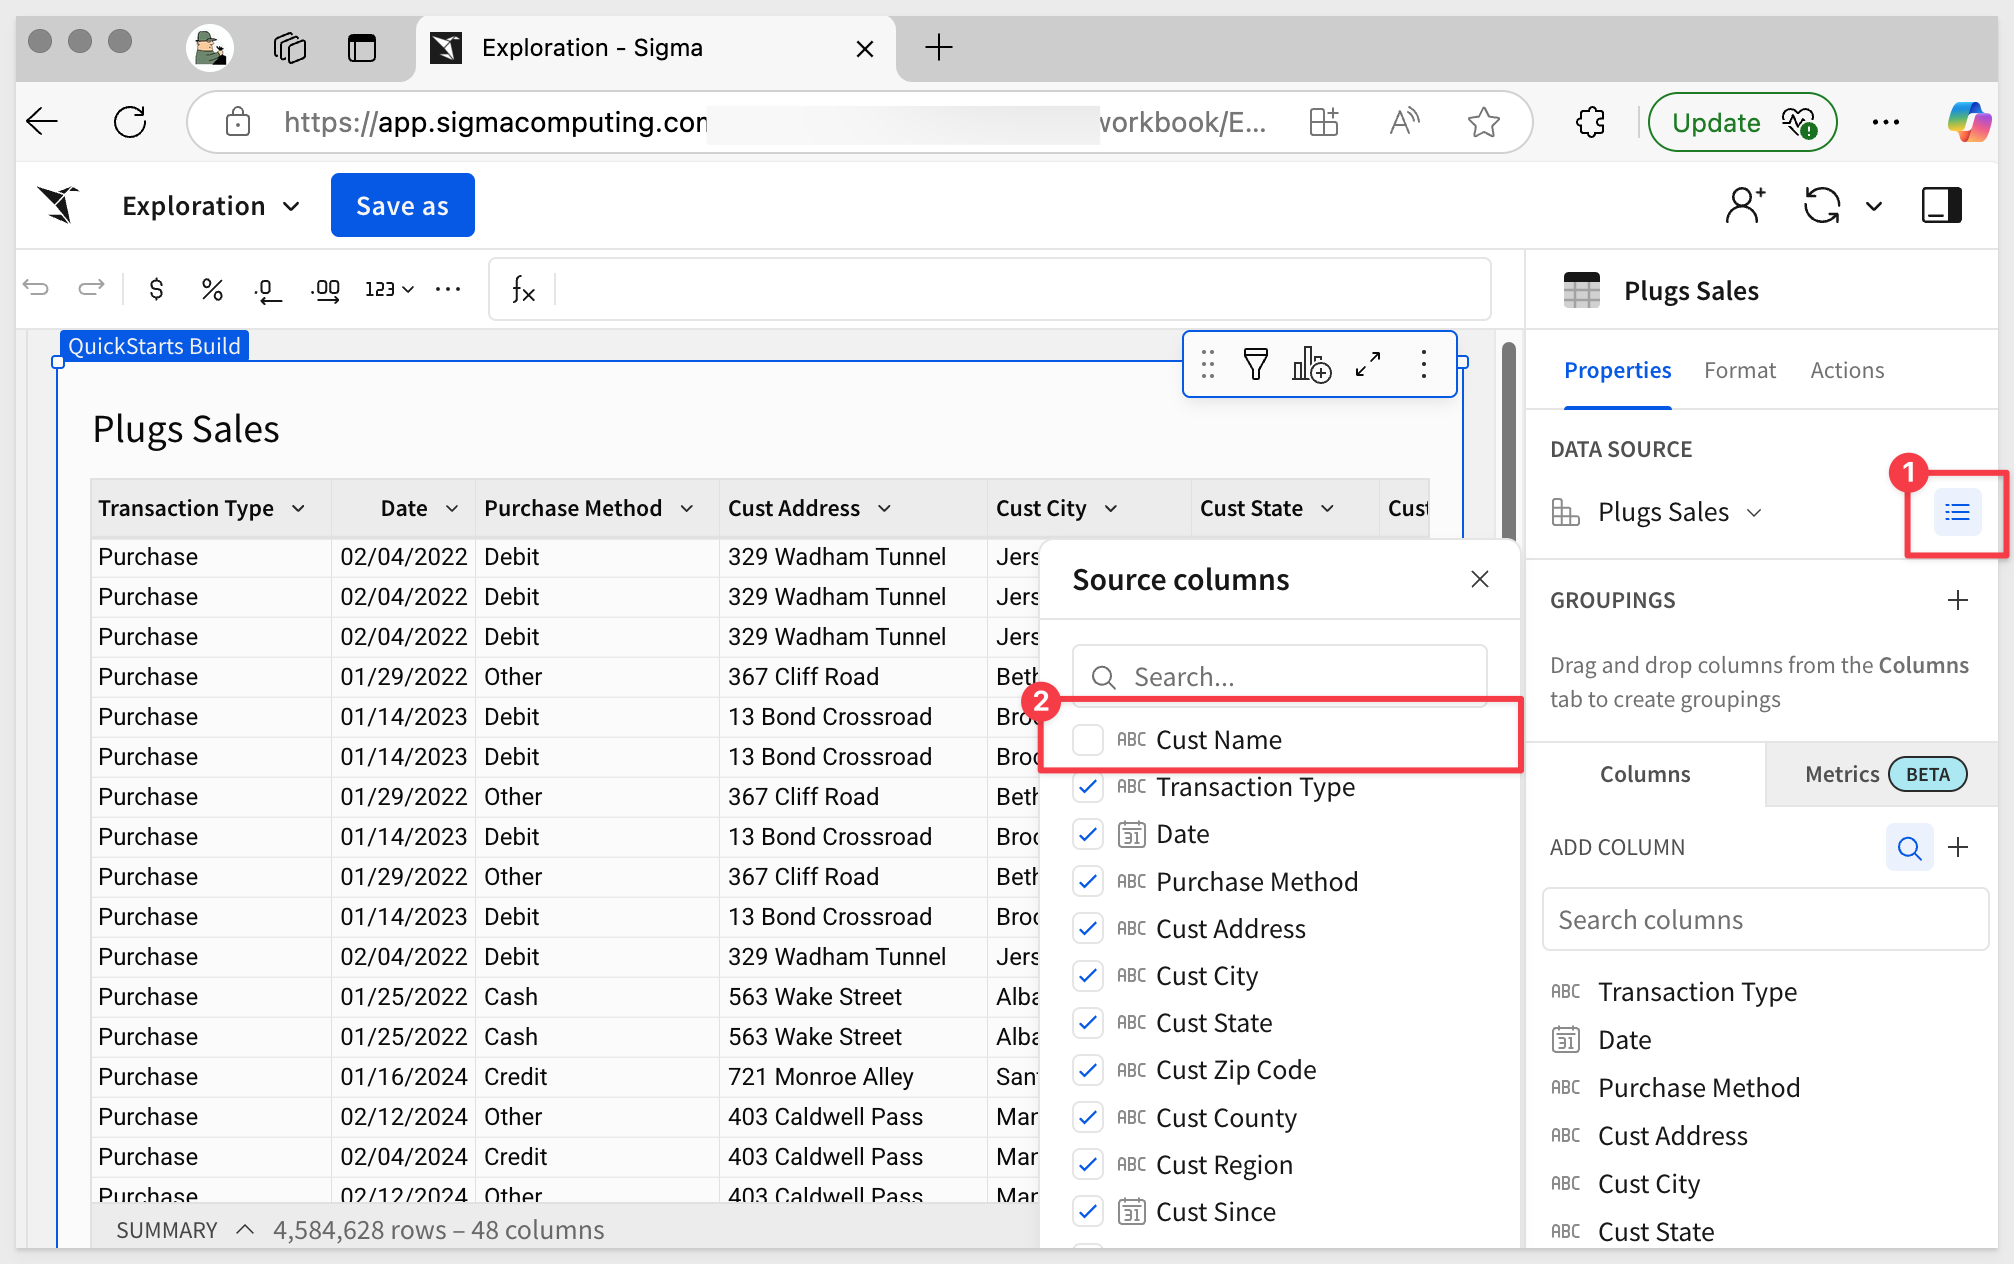 Exploration - Sigma
https://app.sigmacomputing.com
workbook/E...
Update
Exploration
Save as
$ % .0 .00 123 ... fx
Plugs Sales
QuickStarts Build
Properties Format Actions
Plugs Sales
DATA SOURCE
1
Plugs Sales
Transaction Type Date Purchase Method Cust Address Cust City Cust State Cust
Purchase 02/04/2022 Debit 329 Wadham Tunnel Jers
Purchase 02/04/2022 Debit 329 Wadham Tunnel Jers
Purchase 02/04/2022 Debit 329 Wadham Tunnel Jers
Purchase 01/29/2022 Other 367 Cliff Road Beth
Purchase 01/14/2023 Debit 13 Bond Crossroad Broo
Purchase 01/14/2023 Debit 13 Bond Crossroad Broo
Purchase 01/29/2022 Other 367 Cliff Road Beth
Purchase 01/14/2023 Debit 13 Bond Crossroad Broo
Purchase 01/29/2022 Other 367 Cliff Road Beth
Purchase 01/14/2023 Debit 13 Bond Crossroad Broo
Purchase 02/04/2022 Debit 329 Wadham Tunnel Jers
Purchase 01/25/2022 Cash 563 Wake Street Alba
Purchase 01/25/2022 Cash 563 Wake Street Alba
Purchase 01/16/2024 Credit 721 Monroe Alley San
Purchase 02/12/2024 Other 403 Caldwell Pass Mar
Purchase 02/04/2024 Credit 403 Caldwell Pass Mar
Purchase 02/12/2024 Other 403 Caldwell Pass Mar
SUMMARY 4,584,628 rows – 48 columns
Source columns
Search...
2
ABC Cust Name
ABC Transaction Type
31 Date
ABC Purchase Method
ABC Cust Address
ABC Cust City
ABC Cust State
ABC Cust Zip Code
ABC Cust County
ABC Cust Region
31 Cust Since
GROUPINGS
Drag and drop columns from the Columns
tab to create groupings
Columns Metrics BETA
ADD COLUMN
Search columns
ABC Transaction Type
31 Date
ABC Purchase Method
ABC Cust Address
ABC Cust City
ABC Cust State